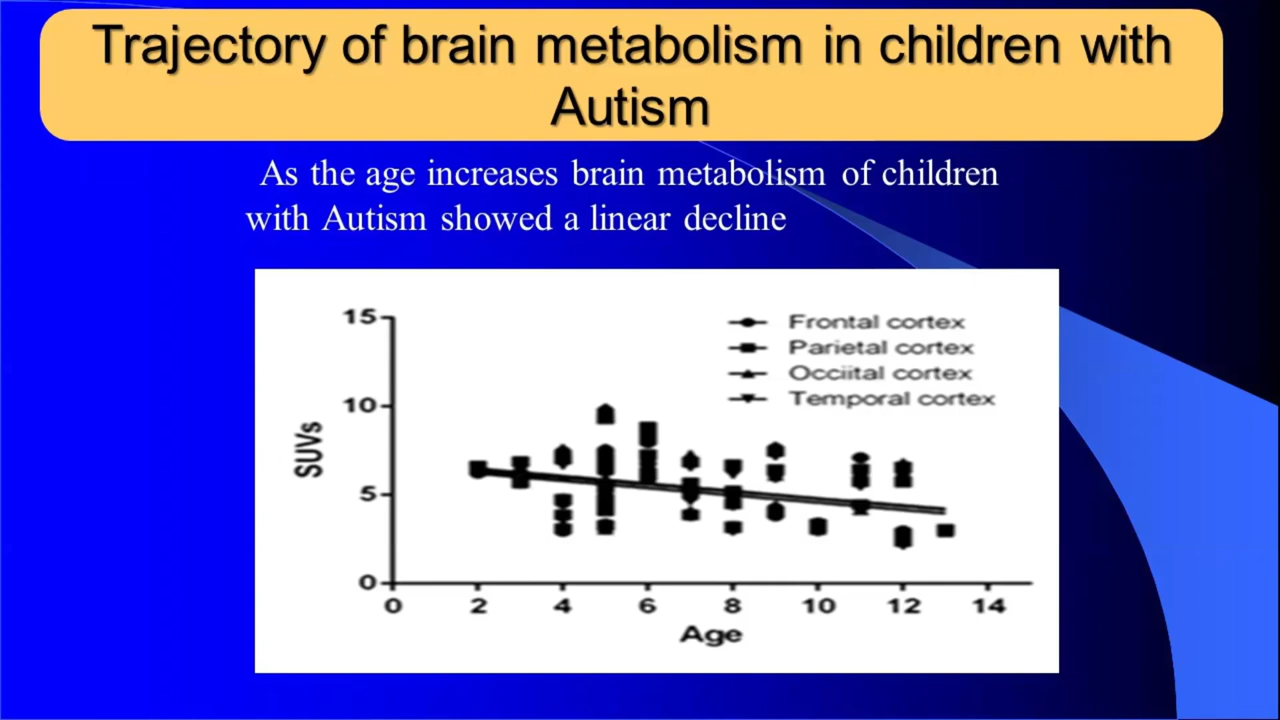 Trajectory of brain metabolism in children with
Autism
As the age increases brain metabolism of children
with Autism showed a linear decline
15
Frontal cortex
Parietal cortex
Occiital cortex
10
Temporal cortex
SUVs
5
0
0 2 4 6 8 10 12 14
Age